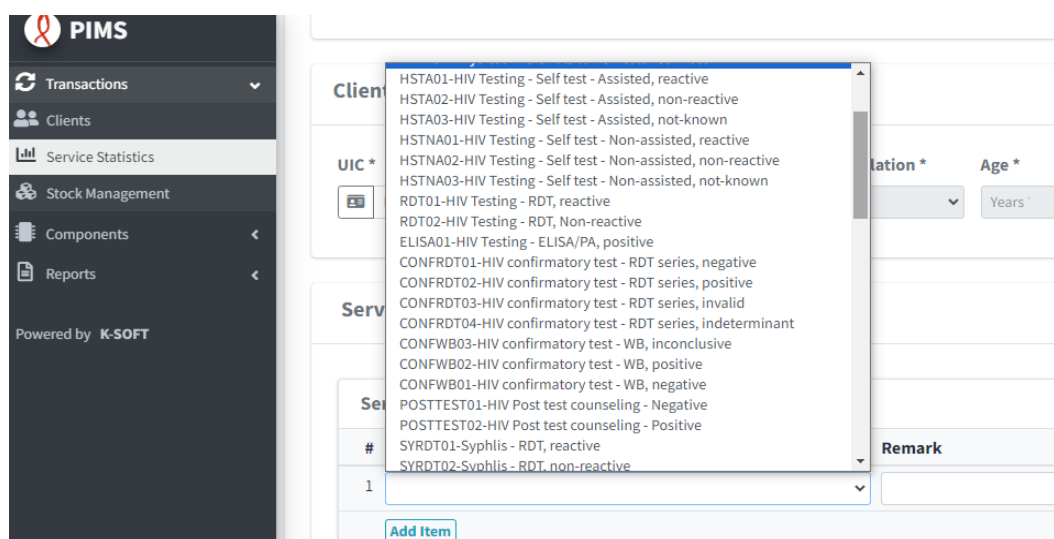 PIMS
Transactions
Clients
Service Statistics
Stock Management
Components
Reports
Powered by K-SOFT
Client
UIC *
lation *
Age *
Years
HSTA01-HIV Testing - Self test - Assisted, reactive
HSTA02-HIV Testing - Self test - Assisted, non-reactive
HSTA03-HIV Testing - Self test - Assisted, not-known
HSTNA01-HIV Testing - Self test - Non-assisted, reactive
HSTNA02-HIV Testing - Self test - Non-assisted, non-reactive
HSTNA03-HIV Testing - Self test - Non-assisted, not-known
RDT01-HIV Testing - RDT, reactive
RDT02-HIV Testing - RDT, Non-reactive
ELISA01-HIV Testing - ELISA/PA, positive
CONFRDT01-HIV confirmatory test - RDT series, negative
CONFRDT02-HIV confirmatory test - RDT series, positive
CONFRDT03-HIV confirmatory test - RDT series, invalid
CONFRDT04-HIV confirmatory test - RDT series, indeterminant
CONFWB03-HIV confirmatory test - WB, inconclusive
CONFWB02-HIV confirmatory test - WB, positive
CONFWB01-HIV confirmatory test - WB, negative
POSTTEST01-HIV Post test counseling - Negative
POSTTEST02-HIV Post test counseling - Positive
SYRDT01-Syphlis - RDT, reactive
SYRDT02-Syphlis - RDT, non-reactive
Serv
Ser
# Remark
1
Add Item